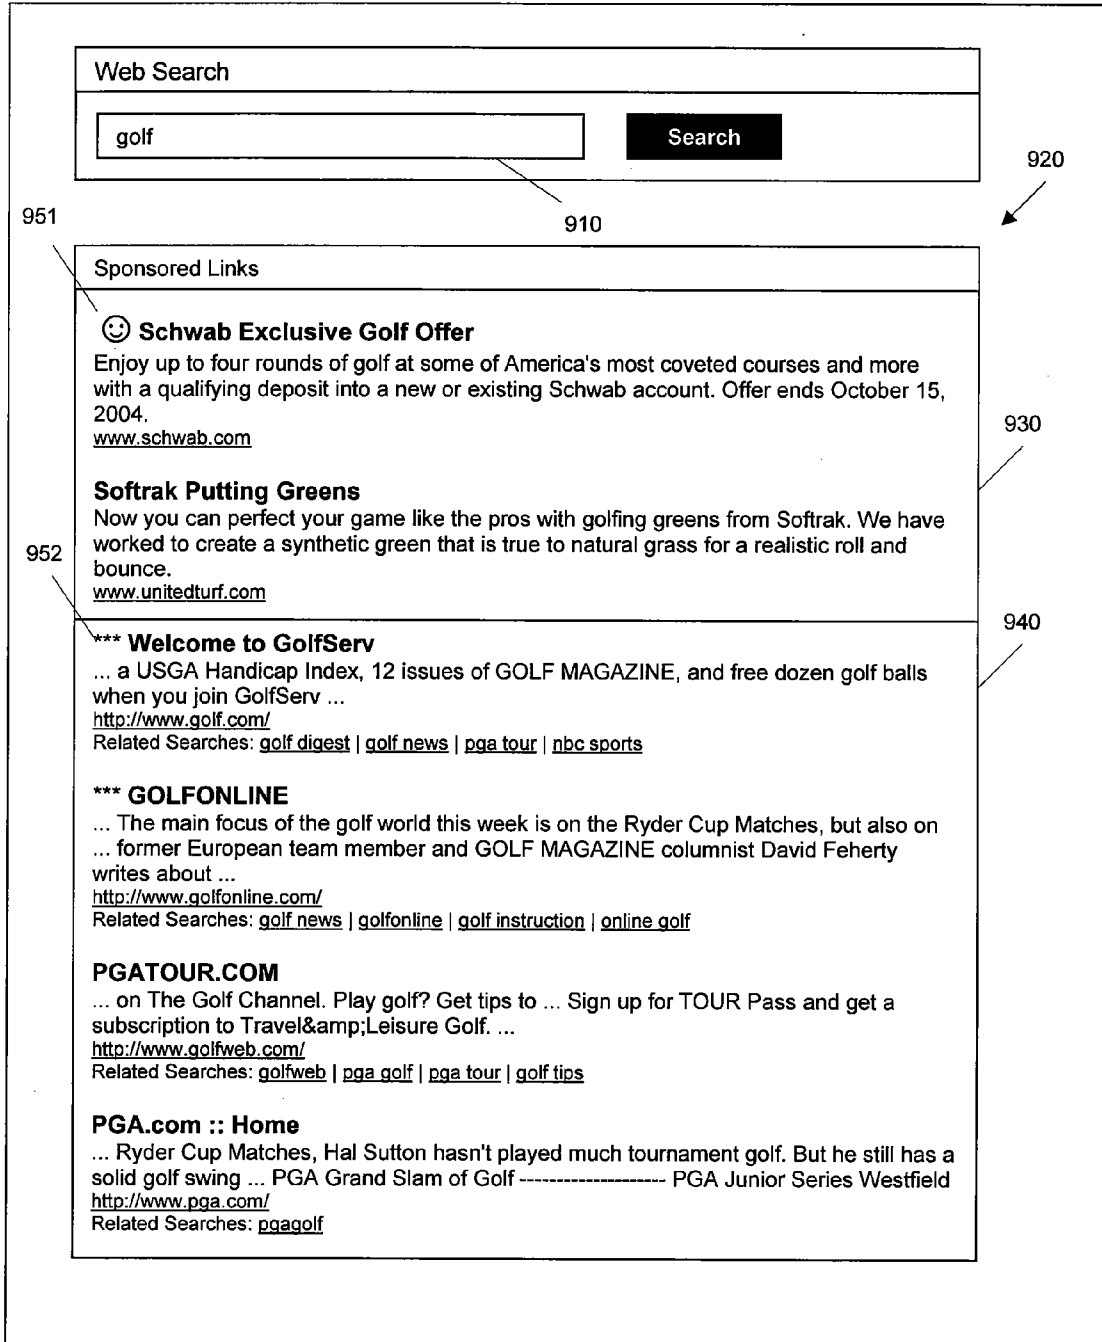 Web Search
golf
Search
920
910
951
Sponsored Links
☺ Schwab Exclusive Golf Offer
Enjoy up to four rounds of golf at some of America's most coveted courses and more
with a qualifying deposit into a new or existing Schwab account. Offer ends October 15,
2004.
www.schwab.com
930
Softrak Putting Greens
Now you can perfect your game like the pros with golfing greens from Softrak. We have
worked to create a synthetic green that is true to natural grass for a realistic roll and
bounce.
www.unitedturf.com
952
940
*** Welcome to GolfServ
... a USGA Handicap Index, 12 issues of GOLF MAGAZINE, and free dozen golf balls
when you join GolfServ ...
http://www.golf.com/
Related Searches: golf digest | golf news | pga tour | nbc sports
*** GOLFONLINE
... The main focus of the golf world this week is on the Ryder Cup Matches, but also on
... former European team member and GOLF MAGAZINE columnist David Feherty
writes about ...
http://www.golfonline.com/
Related Searches: golf news | golfonline | golf instruction | online golf
PGATOUR.COM
... on The Golf Channel. Play golf? Get tips to ... Sign up for TOUR Pass and get a
subscription to Travel&amp;Leisure Golf. ...
http://www.golfweb.com/
Related Searches: golfweb | pga golf | pga tour | golf tips
PGA.com :: Home
... Ryder Cup Matches, Hal Sutton hasn't played much tournament golf. But he still has a
solid golf swing ... PGA Grand Slam of Golf --------------------- PGA Junior Series Westfield
http://www.pga.com/
Related Searches: pgagolf